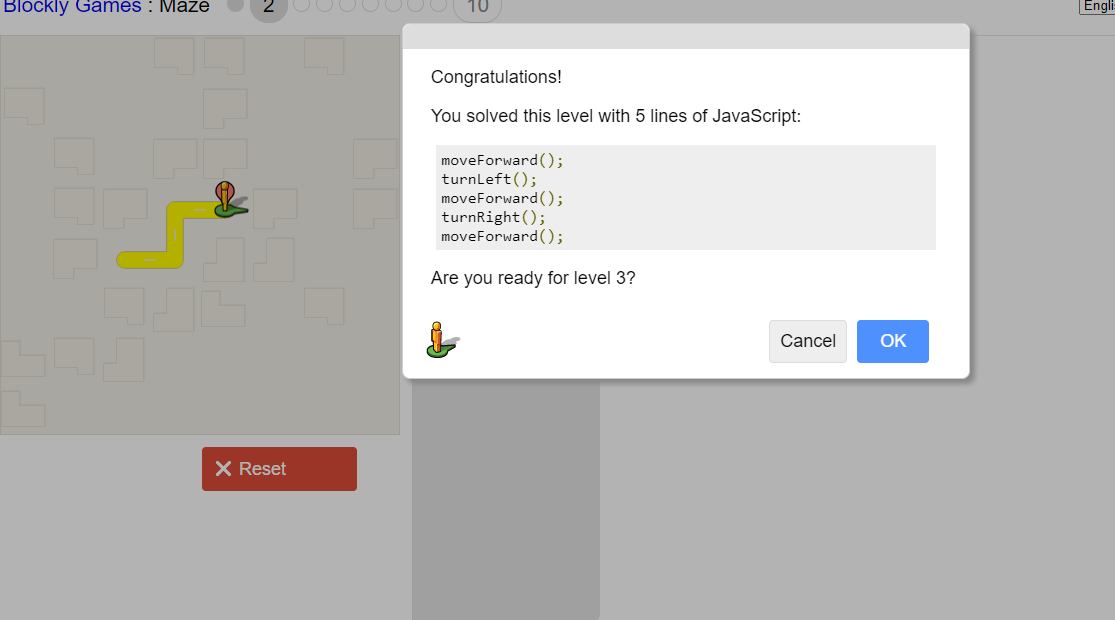 Blockly Games : Maze 2 10 Engli
Congratulations!
You solved this level with 5 lines of JavaScript:
moveForward();
turnLeft();
moveForward();
turnRight();
moveForward();
Are you ready for level 3?
Cancel OK
Reset